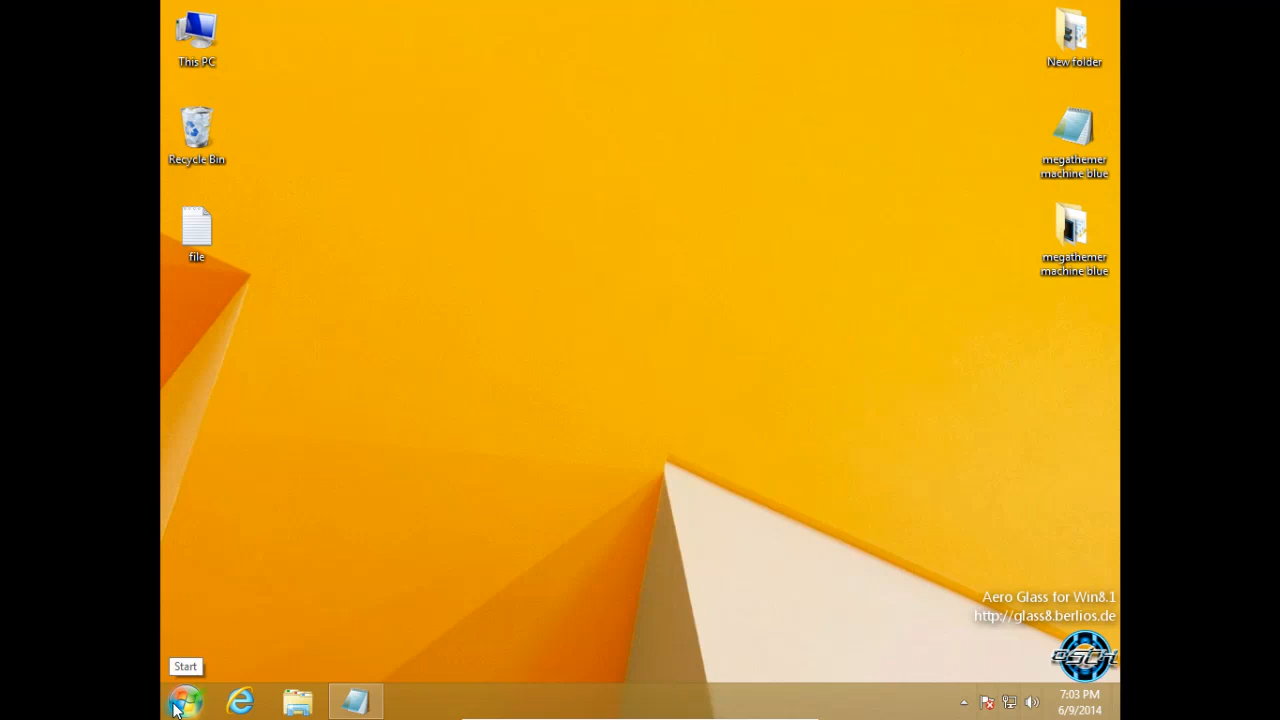 This PC
New folder
Recycle Bin
megathemer
machine blue
file
megathemer
machine blue
Aero Glass for Win8.1
http://glass8.berlios.de
Start
7:03 PM
6/9/2014